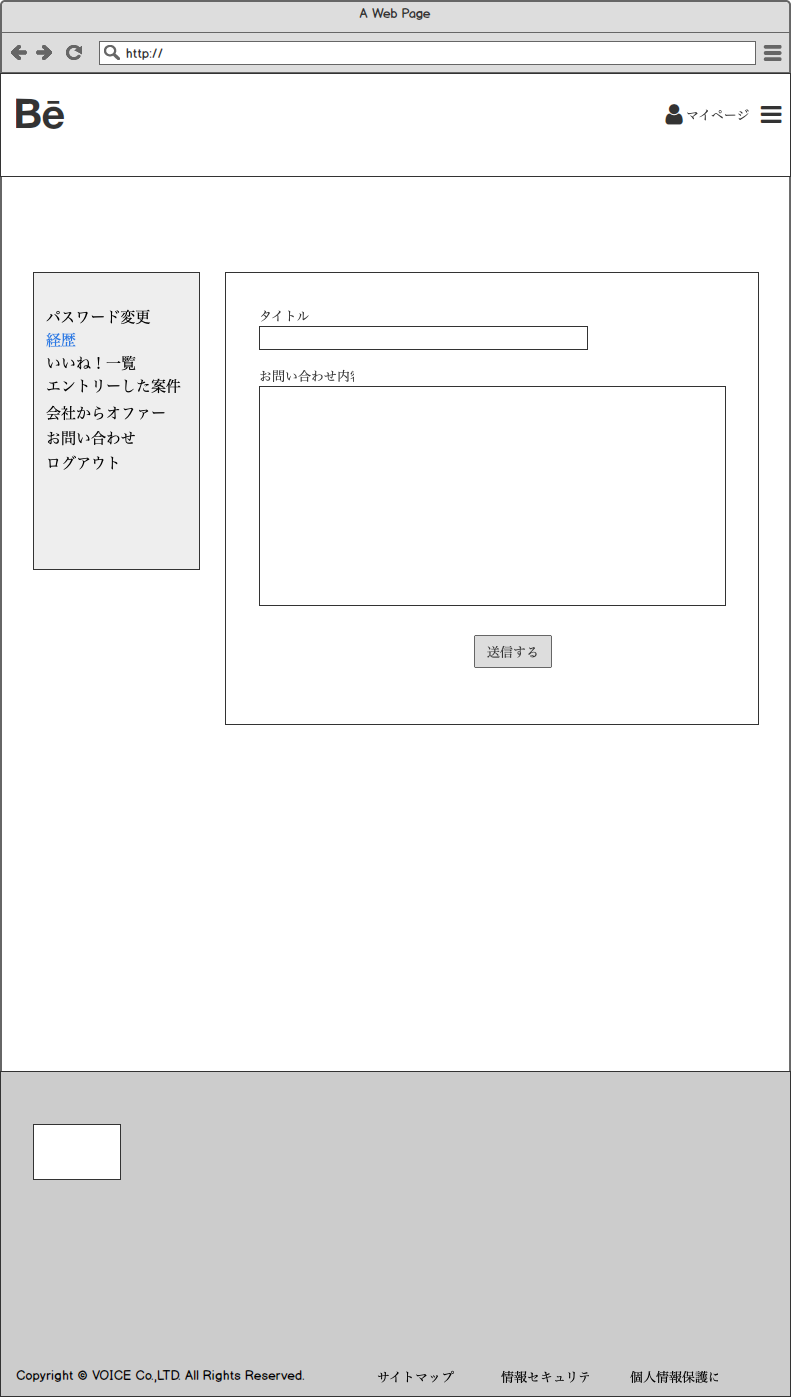 A Web Page
http://
Bē
マイページ
パスワード変更
経歴
いいね！一覧
エントリーした案件
会社からオファー
お問い合わせ
ログアウト
タイトル
お問い合わせ内
送信する
Copyright © VOICE Co.,LTD. All Rights Reserved.
サイトマップ
情報セキュリテ
個人情報保護に